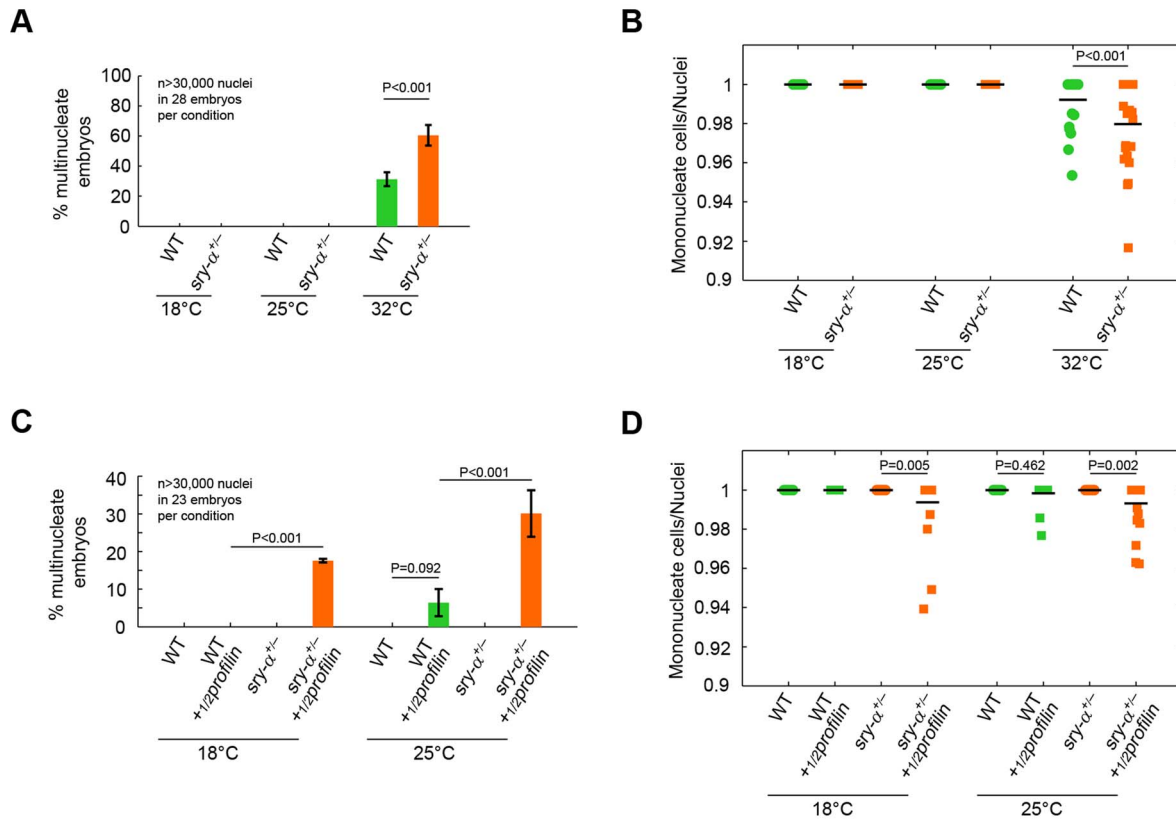 A
% multinucleate
embryos
100
80
60
40
20
0
n>30,000 nuclei
in 28 embryos
per condition
P<0.001
WT
sry-α+/–
WT
sry-α+/–
WT
sry-α+/–
18°C
25°C
32°C
B
Mononucleate cells/Nuclei
1
0.98
0.96
0.94
0.92
0.9
P<0.001
WT
sry-α+/–
WT
sry-α+/–
WT
sry-α+/–
18°C
25°C
32°C
C
% multinucleate
embryos
40
30
20
10
0
n>30,000 nuclei
in 23 embryos
per condition
P<0.001
P=0.092
P<0.001
WT
WT
+1/2profilin
sry-α+/–
sry-α+/–
+1/2profilin
WT
WT
+1/2profilin
sry-α+/–
sry-α+/–
+1/2profilin
18°C
25°C
D
Mononucleate cells/Nuclei
1
0.98
0.96
0.94
0.92
0.9
P=0.005
P=0.462
P=0.002
WT
WT
+1/2profilin
sry-α+/–
sry-α+/–
+1/2profilin
WT
WT
+1/2profilin
sry-α+/–
sry-α+/–
+1/2profilin
18°C
25°C